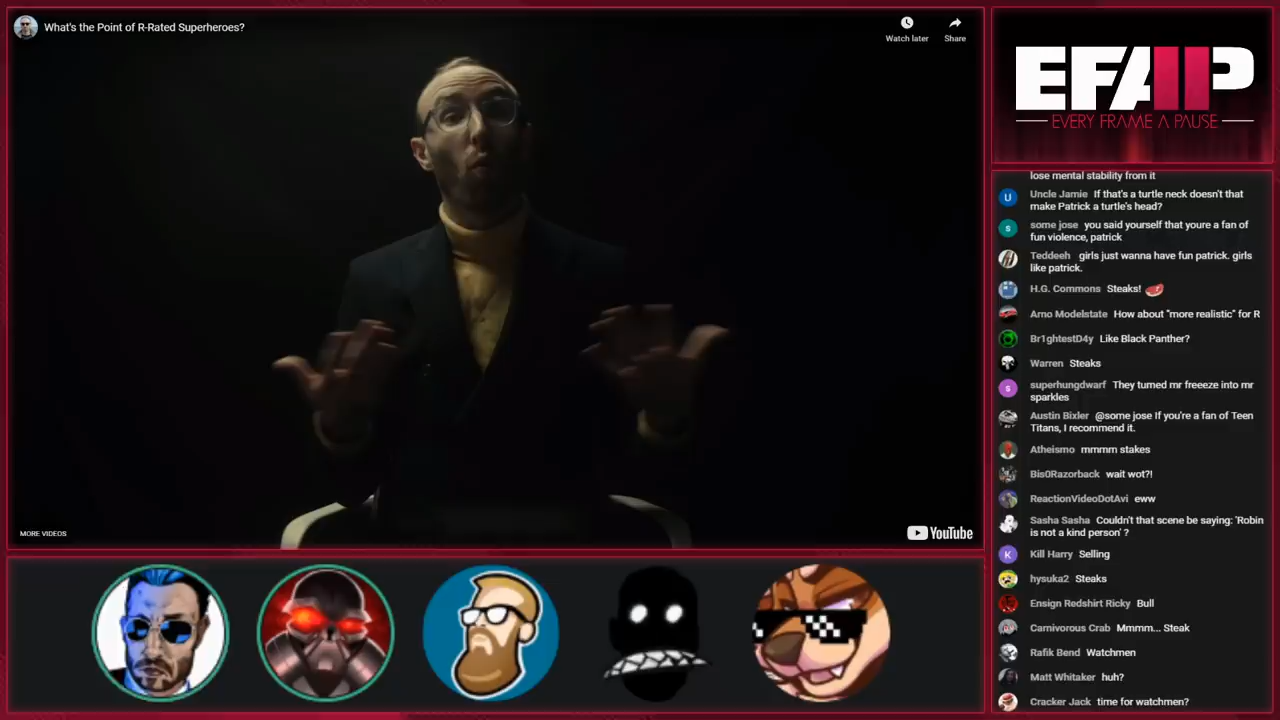 What's the Point of R-Rated Superheroes?
Watch later
Share
MORE VIDEOS
YouTube
EFAP
EVERY FRAME A PAUSE
lose mental stability from it
U
Uncle Jamie If that's a turtle neck doesn't that
make Patrick a turtle's head?
s
some jose you said yourself that youre a fan of
fun violence, patrick
Teddeeh girls just wanna have fun patrick. girls
like patrick.
H.G. Commons Steaks! 🥩
Arno Modelstate How about "more realistic" for R
Br1ghtestD4y Like Black Panther?
Warren Steaks
s
superhungdwarf They turned mr freeeze into mr
sparkles
Austin Bixler @some jose If you're a fan of Teen
Titans, I recommend it.
Atheismo mmmm stakes
Bis0Razorback wait wot?!
ReactionVideoDotAvi eww
Sasha Sasha Couldn't that scene be saying: 'Robin
is not a kind person' ?
K
Kill Harry Selling
hysuka2 Steaks
Ensign Redshirt Ricky Bull
Carnivorous Crab Mmmm... Steak
Rafik Bend Watchmen
Matt Whitaker huh?
Cracker Jack time for watchmen?